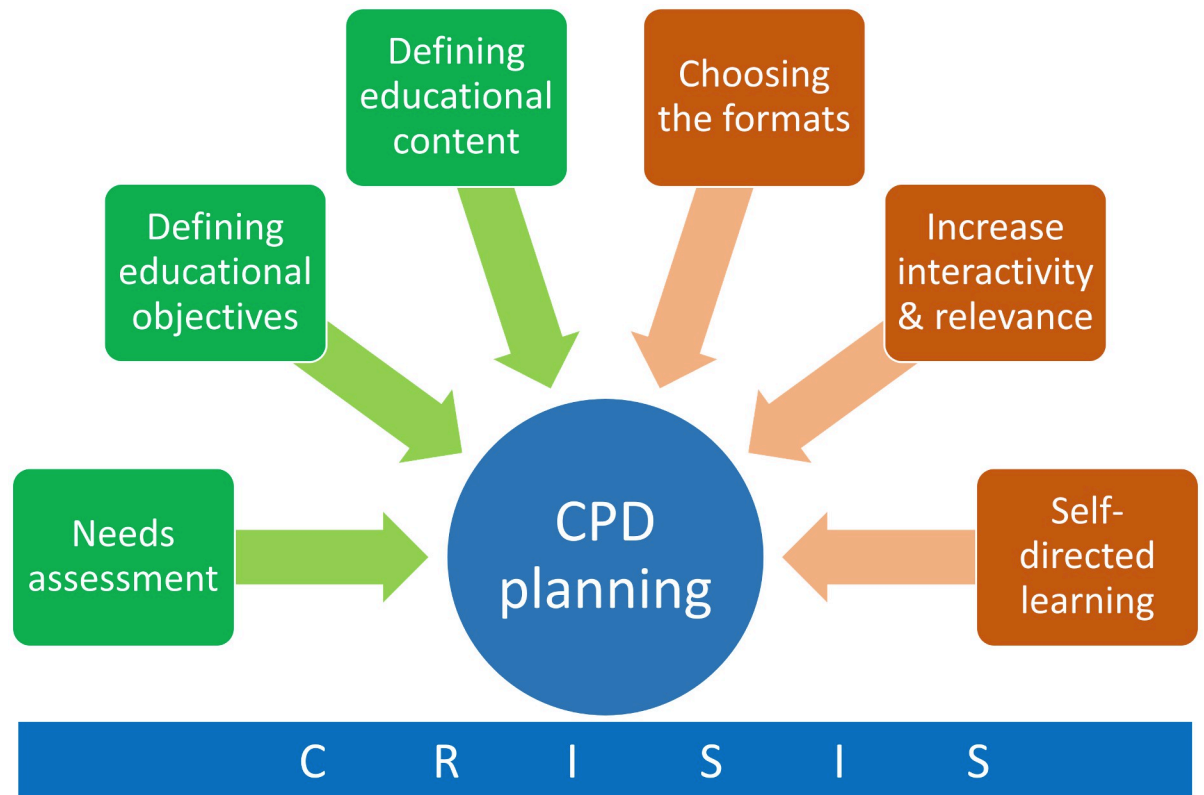 Needs
assessment
Defining
educational
objectives
Defining
educational
content
Choosing
the formats
Increase
interactivity
& relevance
Self-
directed
learning
CPD
planning
C R I S I S